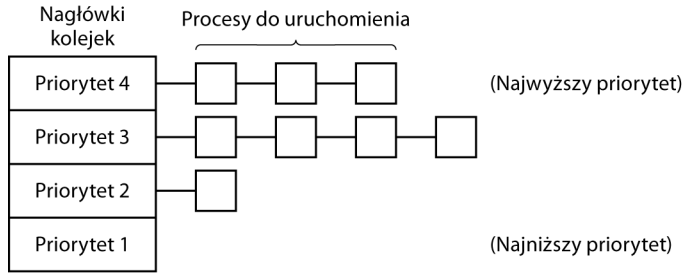 Nagłówki
kolejek
Procesy do uruchomienia
Priorytet 4
(Najwyższy priorytet)
Priorytet 3
Priorytet 2
Priorytet 1
(Najniższy priorytet)